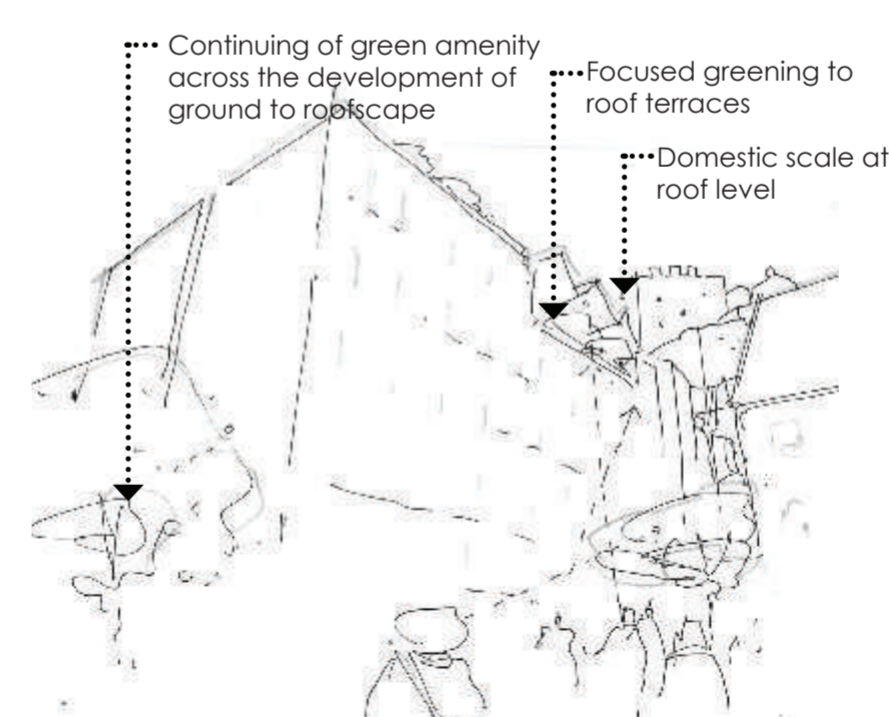 Continuing of green amenity
across the development of
ground to roofscape
Focused greening to
roof terraces
Domestic scale at
roof level